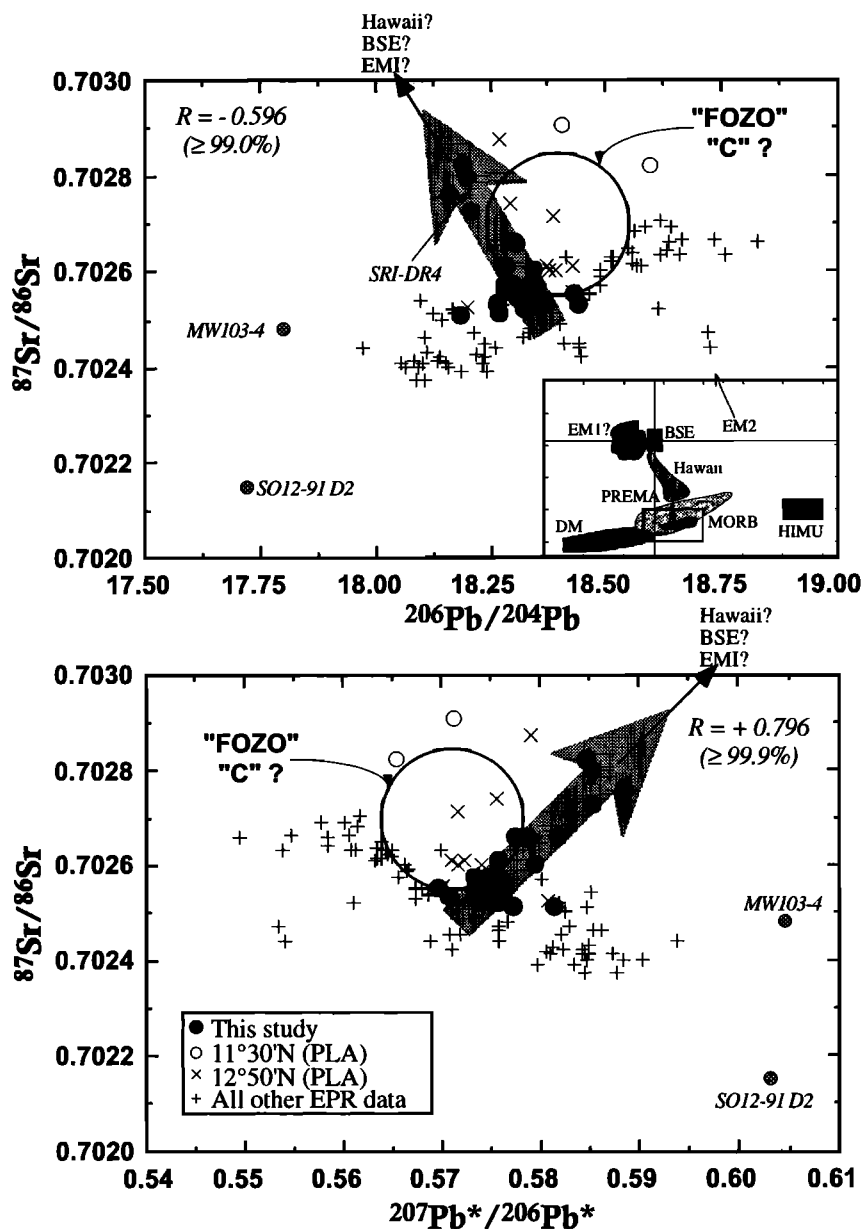 Hawaii?
BSE?
EMI?
0.7030
R = - 0.596
(≥ 99.0%)
"FOZO"
"C" ?
0.7028
SRI-DR4
0.7026
87Sr/86Sr
MW103-4
0.7024
EM1?
BSE
EM2
Hawaii
PREMA
0.7022
SO12-91 D2
DM
MORB
HIMU
0.7020
17.50
18.00
18.25
18.50
18.75
19.00
206Pb/204Pb
Hawaii?
BSE?
EMI?
0.7030
"FOZO"
"C" ?
R = + 0.796
(≥ 99.9%)
0.7028
0.7026
87Sr/86Sr
MW103-4
0.7024
This study
11°30'N (PLA)
0.7022
12°50'N (PLA)
All other EPR data
SO12-91 D2
0.7020
0.54
0.55
0.56
0.57
0.58
0.59
0.60
0.61
207Pb*/206Pb*